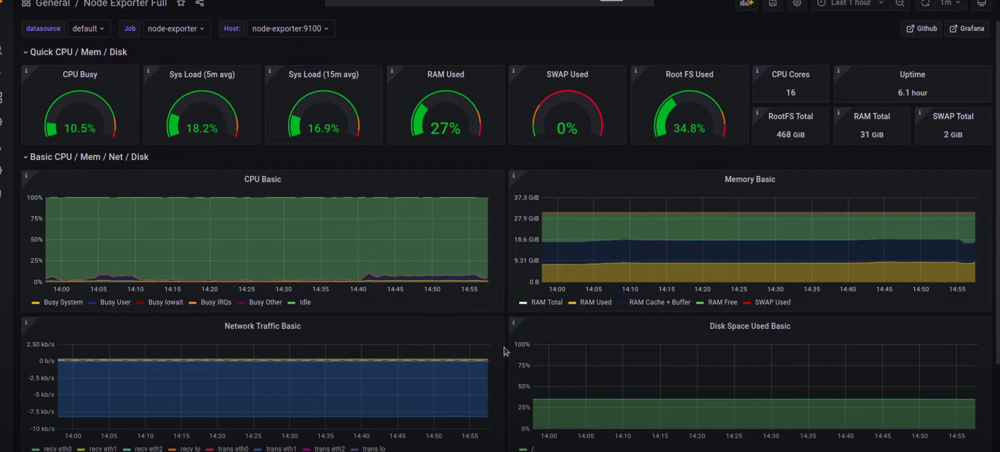 General / Node Exporter Full
Last 1 hour
1m
datasource default Job node-exporter Host: node-exporter:9100 Github Grafana
Quick CPU / Mem / Disk
CPU Busy
10.5%
Sys Load (5m avg)
18.2%
Sys Load (15m avg)
16.9%
RAM Used
27%
SWAP Used
0%
Root FS Used
34.8%
CPU Cores
16
Uptime
6.1 hour
RootFS Total
468 GiB
RAM Total
31 GiB
SWAP Total
2 GiB
Basic CPU / Mem / Net / Disk
CPU Basic
100%
75%
50%
25%
0%
14:00 14:05 14:10 14:15 14:20 14:25 14:30 14:35 14:40 14:45 14:50 14:55
Busy System Busy User Busy Iowait Busy IRQs Busy Other Idle
Memory Basic
37.3 GiB
27.9 GiB
18.6 GiB
9.31 GiB
0 B
14:00 14:05 14:10 14:15 14:20 14:25 14:30 14:35 14:40 14:45 14:50 14:55
RAM Total RAM Used RAM Cache + Buffer RAM Free SWAP Used
Network Traffic Basic
2.50 kb/s
0 b/s
-2.5 kb/s
-5 kb/s
-7.5 kb/s
-10 kb/s
14:00 14:05 14:10 14:15 14:20 14:25 14:30 14:35 14:40 14:45 14:50 14:55
recv eth0 recv eth1 recv eth2 recv lo trans eth0 trans eth1 trans eth2 trans lo
Disk Space Used Basic
100%
75%
50%
25%
0%
14:00 14:05 14:10 14:15 14:20 14:25 14:30 14:35 14:40 14:45 14:50 14:55
/